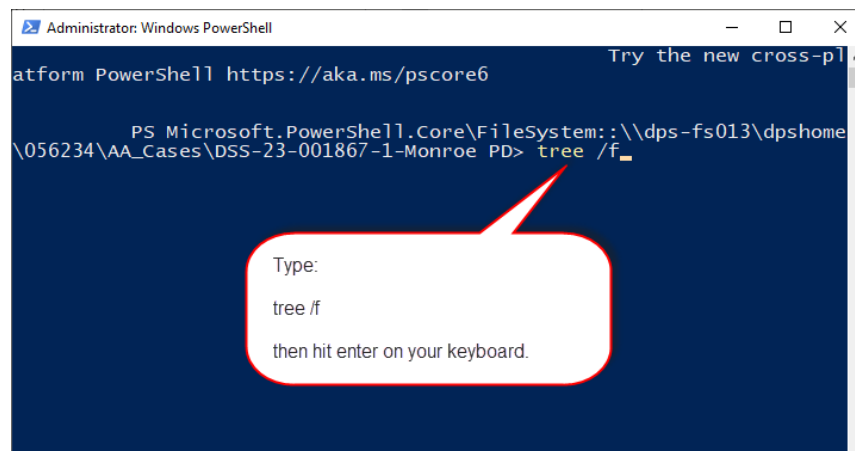 Administrator: Windows PowerShell
Try the new cross-pl
atform PowerShell https://aka.ms/pscore6
PS Microsoft.PowerShell.Core\FileSystem::\\dps-fs013\dpshome
\056234\AA_Cases\DSS-23-001867-1-Monroe PD> tree /f
Type:
tree /f
then hit enter on your keyboard.